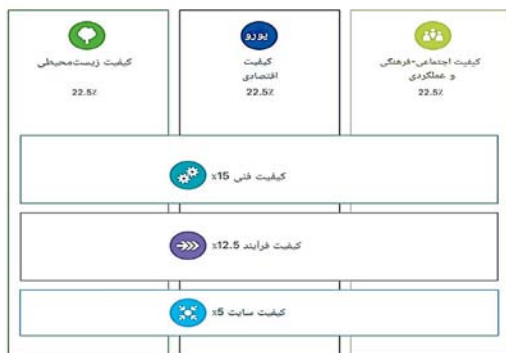 یورو
کیفیت اجتماعی-فرهنگی
و عملکردی
22.5٪
کیفیت
اقتصادی
22.5٪
کیفیت زیست‌محیطی
22.5٪
کیفیت فنی 15٪
کیفیت فرآیند 12.5٪
کیفیت سایت 5٪